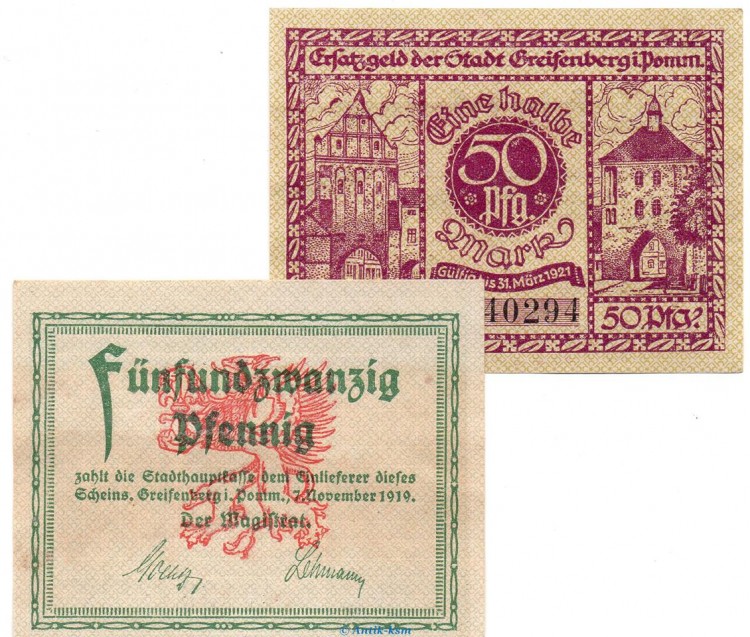 Ersatzgeld der Stadt Greifenberg i. Pomm.
Eine halbe
50
Pfg.
Mark
Gültig bis 31. März 1921
40294
50 Pfg.
Fünfundzwanzig
Pfennig
zahlt die Stadthauptkasse dem Einlieferer dieses
Scheins, Greifenberg i. Pomm., 7. November 1919.
Der Magistrat.
Lehmann
© Antik-ksm